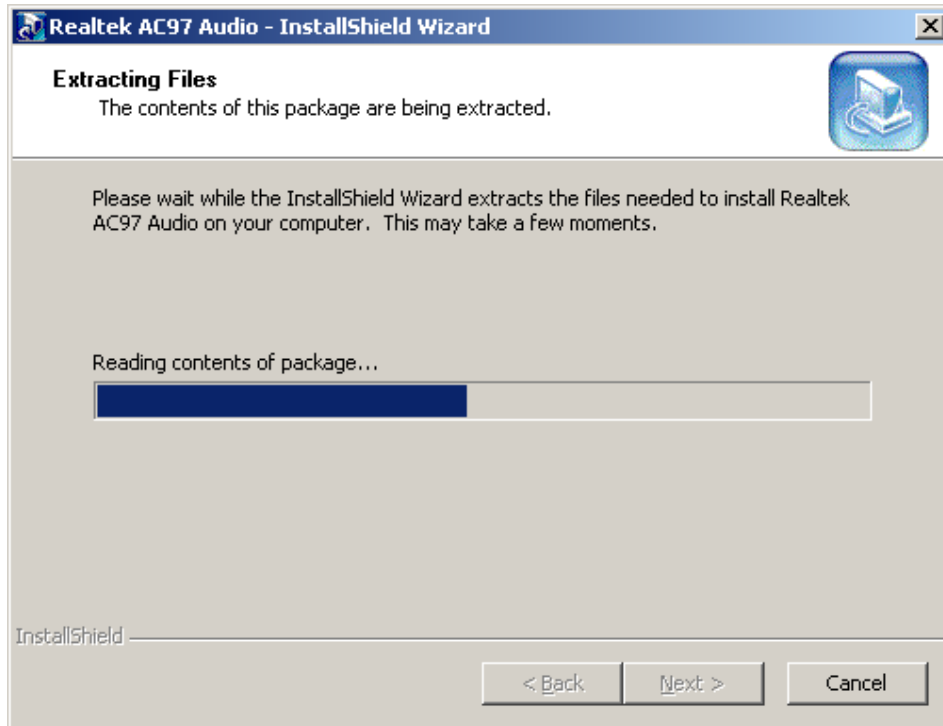 Realtek AC97 Audio - InstallShield Wizard
Extracting Files
The contents of this package are being extracted.
Please wait while the InstallShield Wizard extracts the files needed to install Realtek
AC97 Audio on your computer.  This may take a few moments.
Reading contents of package...
InstallShield
< Back
Next >
Cancel